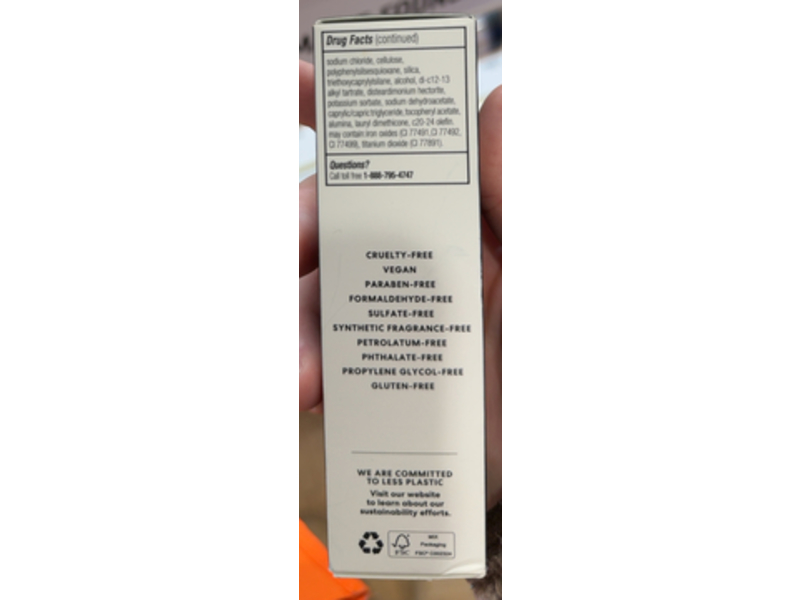 Drug Facts (continued)
sodium chloride, cellulose,
polyphenylsilsesquioxane, silica,
triethoxycaprylylsilane, alcohol, di-c12-13
alkyl tartrate, disteardimonium hectorite,
potassium sorbate, sodium dehydroacetate,
caprylic/capric triglyceride, tocopheryl acetate,
alumina, lauryl dimethicone, c20-24 olefin.
may contain iron oxides (CI 77491, CI 77492,
CI 77499), titanium dioxide (CI 77891).
Questions?
Call toll free 1-888-795-4747
CRUELTY-FREE
VEGAN
PARABEN-FREE
FORMALDEHYDE-FREE
SULFATE-FREE
SYNTHETIC FRAGRANCE-FREE
PETROLATUM-FREE
PHTHALATE-FREE
PROPYLENE GLYCOL-FREE
GLUTEN-FREE
WE ARE COMMITTED
TO LESS PLASTIC
Visit our website
to learn about our
sustainability efforts.
FSC
MIX
Packaging